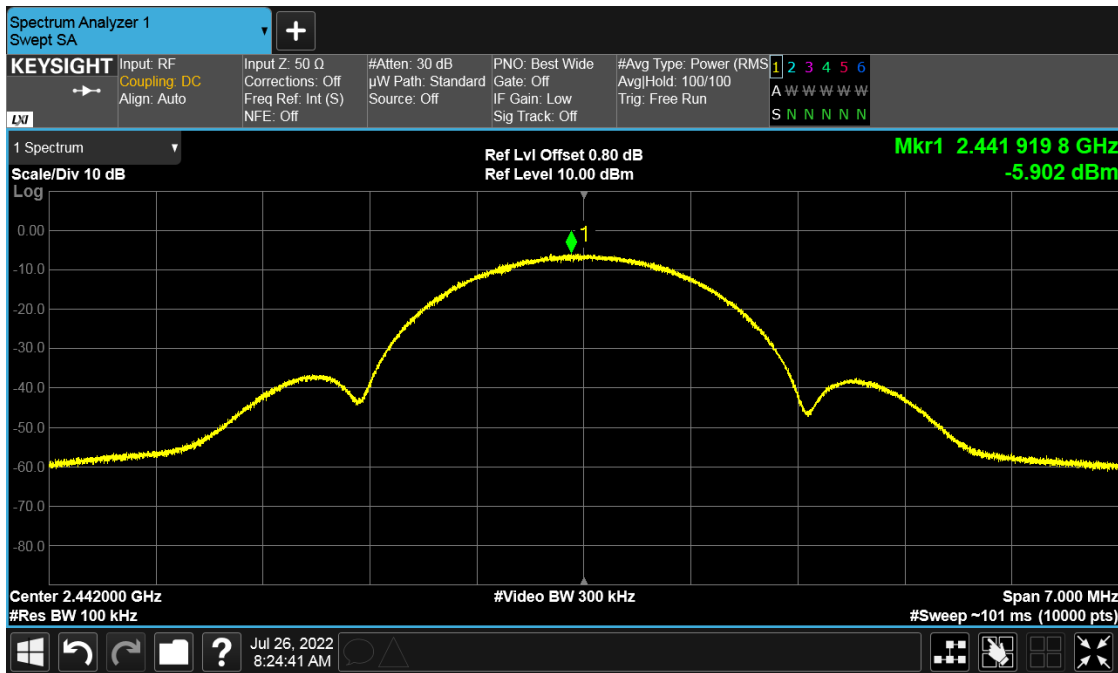 Spectrum Analyzer 1
Swept SA
KEYSIGHT
LXI
Input: RF
Coupling: DC
Align: Auto
Input Z: 50 Ω
Corrections: Off
Freq Ref: Int (S)
NFE: Off
#Atten: 30 dB
µW Path: Standard
Source: Off
PNO: Best Wide
Gate: Off
IF Gain: Low
Sig Track: Off
#Avg Type: Power (RMS
Avg|Hold: 100/100
Trig: Free Run
1 2 3 4 5 6
A W W W W W
S N N N N N
1 Spectrum
Scale/Div 10 dB
Log
Ref Lvl Offset 0.80 dB
Ref Level 10.00 dBm
Mkr1 2.441 919 8 GHz
-5.902 dBm
1
0.00
-10.0
-20.0
-30.0
-40.0
-50.0
-60.0
-70.0
-80.0
Center 2.442000 GHz
#Res BW 100 kHz
#Video BW 300 kHz
Span 7.000 MHz
#Sweep ~101 ms (10000 pts)
?
Jul 26, 2022
8:24:41 AM